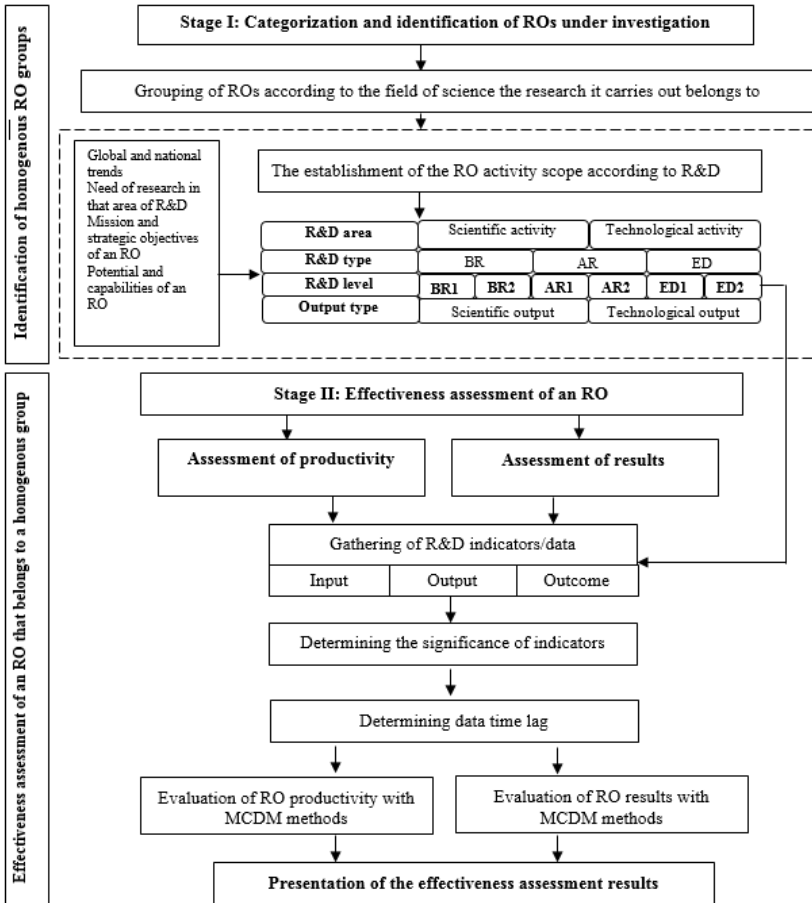 Identification of homogenous RO groups
Stage I: Categorization and identification of ROs under investigation
Grouping of ROs according to the field of science the research it carries out belongs to
Global and national
trends
Need of research in
that area of R&D
Mission and
strategic objectives
of an RO
Potential and
capabilities of an
RO
The establishment of the RO activity scope according to R&D
R&D area Scientific activity Technological activity
R&D type BR AR ED
R&D level BR1 BR2 AR1 AR2 ED1 ED2
Output type Scientific output Technological output
Effectiveness assessment of an RO that belongs to a homogenous group
Stage II: Effectiveness assessment of an RO
Assessment of productivity
Assessment of results
Gathering of R&D indicators/data
Input Output Outcome
Determining the significance of indicators
Determining data time lag
Evaluation of RO productivity with
MCDM methods
Evaluation of RO results with
MCDM methods
Presentation of the effectiveness assessment results